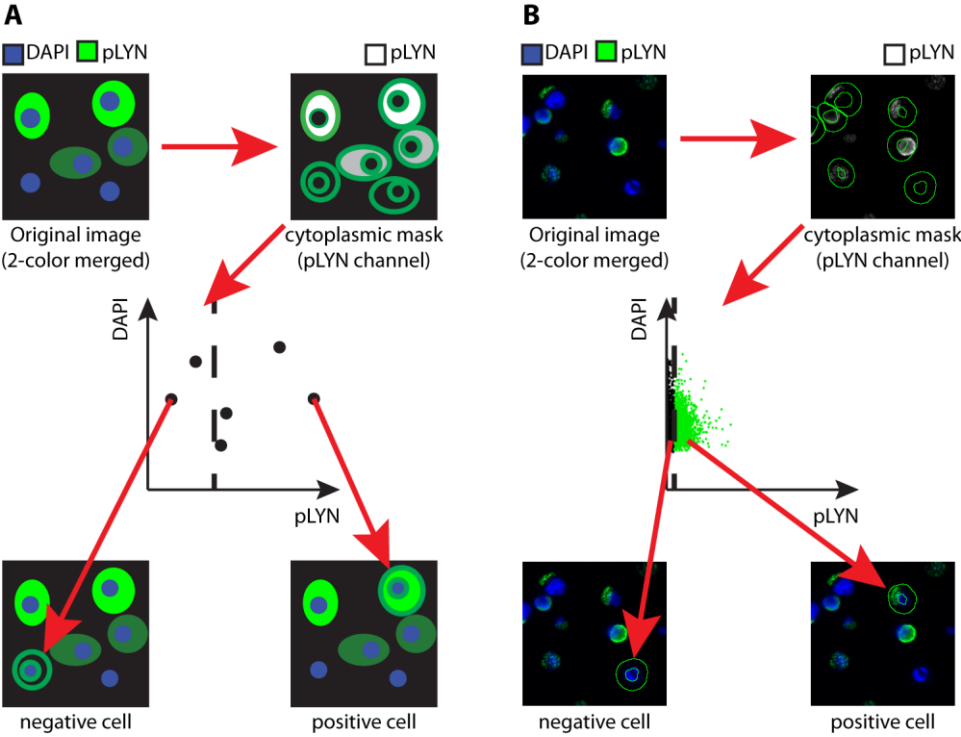 A
DAPI pLYN
pLYN
Original image
(2-color merged)
cytoplasmic mask
(pLYN channel)
DAPI
pLYN
negative cell
positive cell
B
DAPI pLYN
pLYN
Original image
(2-color merged)
cytoplasmic mask
(pLYN channel)
DAPI
pLYN
negative cell
positive cell